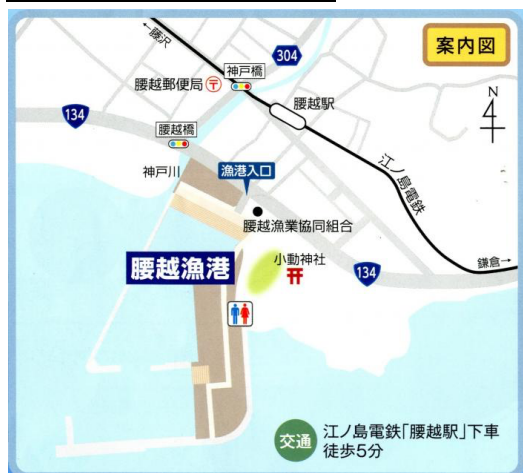 案内図
←藤沢
304
神戸橋
腰越郵便局
〒
腰越駅
N
4
134
腰越橋
神戸川
漁港入口
江ノ島電鉄
腰越漁業協同組合
腰越漁港
小動神社
134
鎌倉→
交通
江ノ島電鉄「腰越駅」下車
徒歩5分